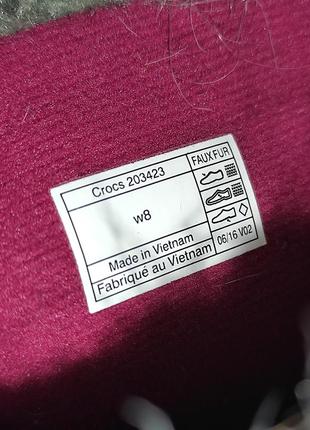 Crocs 203423
w8
Made in Vietnam
Fabriqué au Vietnam
FAUX FUR
06/16 V02